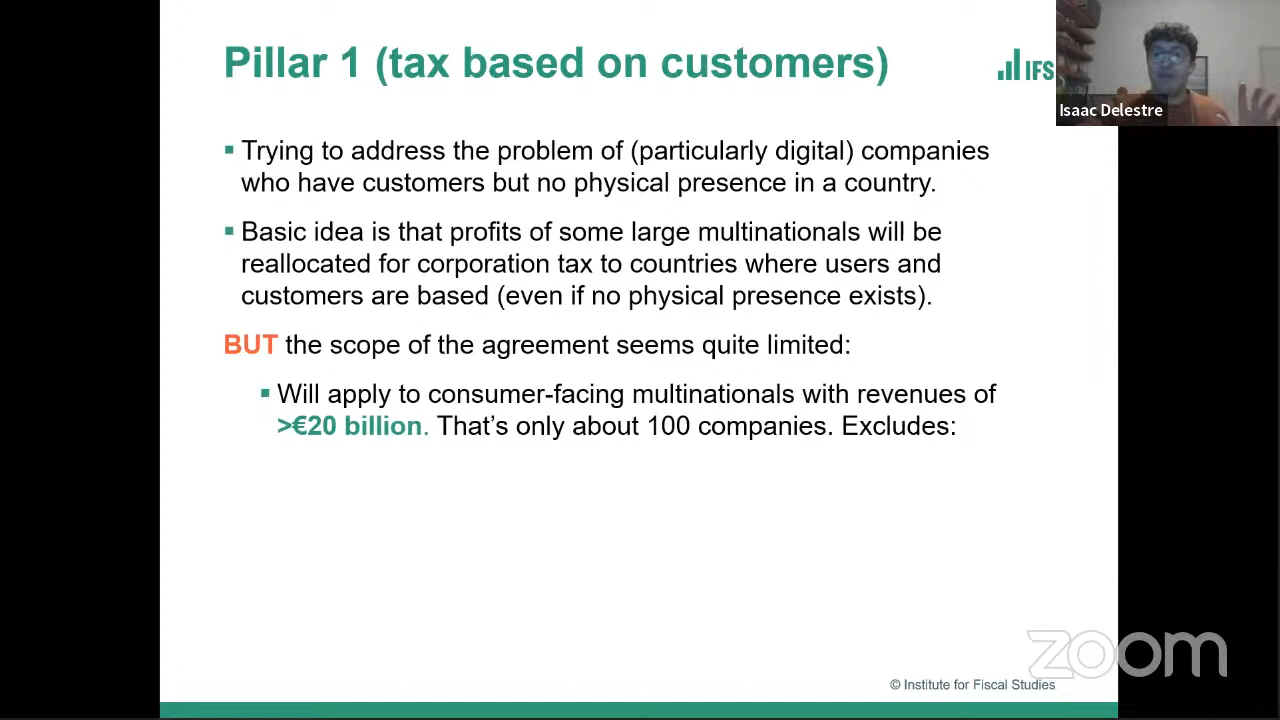 Pillar 1 (tax based on customers)
IFS
Isaac Delestre
▪ Trying to address the problem of (particularly digital) companies
who have customers but no physical presence in a country.
▪ Basic idea is that profits of some large multinationals will be
reallocated for corporation tax to countries where users and
customers are based (even if no physical presence exists).
BUT the scope of the agreement seems quite limited:
▪ Will apply to consumer-facing multinationals with revenues of
>€20 billion. That’s only about 100 companies. Excludes:
zoom
© Institute for Fiscal Studies